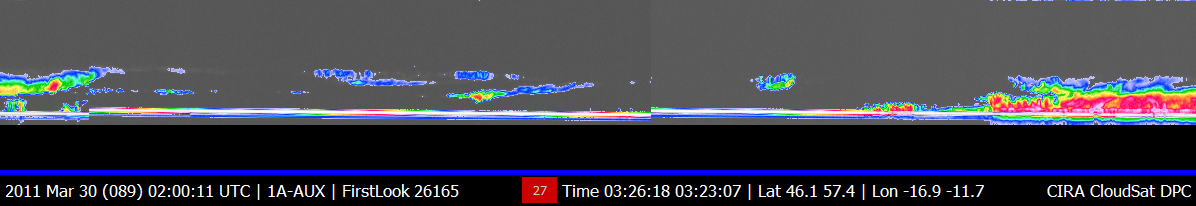 2011 Mar 30 (089) 02:00:11 UTC | 1A-AUX | FirstLook 26165 27 Time 03:26:18 03:23:07 | Lat 46.1 57.4 | Lon -16.9 -11.7 CIRA CloudSat DPC